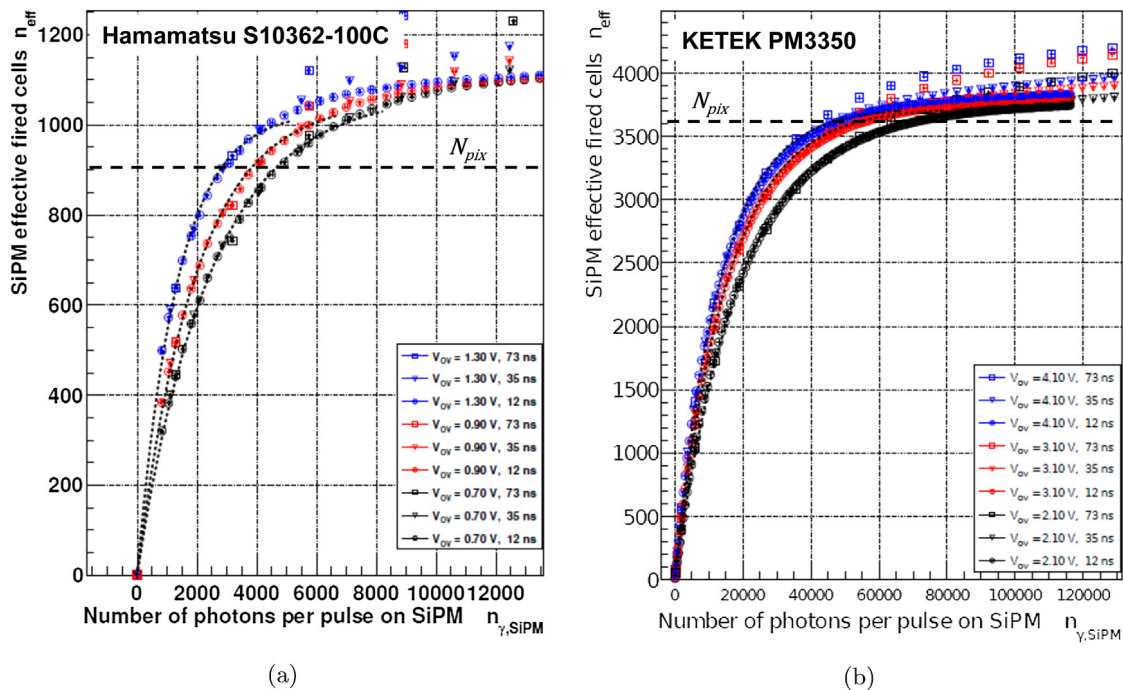 Hamamatsu S10362-100C
SiPM effective fired cells n_eff
1200
1000
800
600
400
200
0
N_pix
V_OV = 1.30 V, 73 ns
V_OV = 1.30 V, 35 ns
V_OV = 1.30 V, 12 ns
V_OV = 0.90 V, 73 ns
V_OV = 0.90 V, 35 ns
V_OV = 0.90 V, 12 ns
V_OV = 0.70 V, 73 ns
V_OV = 0.70 V, 35 ns
V_OV = 0.70 V, 12 ns
0 2000 4000 6000 8000 10000 12000
Number of photons per pulse on SiPM n_γ,SiPM
(a)
KETEK PM3350
SiPM effective fired cells n_eff
4000
3500
3000
2500
2000
1500
1000
500
0
N_pix
V_ov = 4.10 V, 73 ns
V_ov = 4.10 V, 35 ns
V_ov = 4.10 V, 12 ns
V_ov = 3.10 V, 73 ns
V_ov = 3.10 V, 35 ns
V_ov = 3.10 V, 12 ns
V_ov = 2.10 V, 73 ns
V_ov = 2.10 V, 35 ns
V_ov = 2.10 V, 12 ns
0 20000 40000 60000 80000 100000 120000
Number of photons per pulse on SiPM n_γ,SiPM
(b)